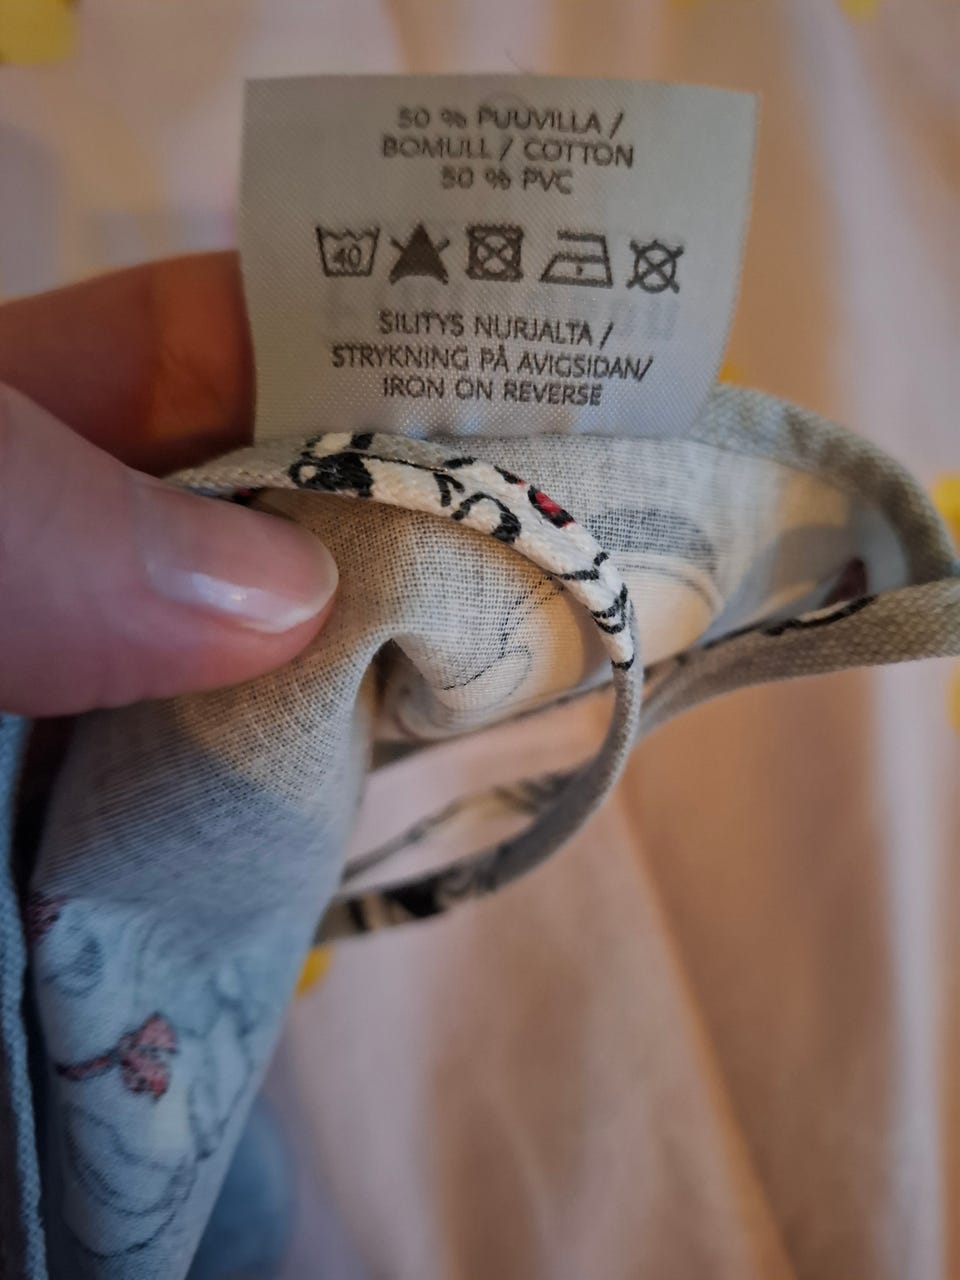 50 % PUUVILLA /
BOMULL / COTTON
50 % PVC
40
SILITYS NURJALTA /
STRYKNING PÅ AVIGSIDAN/
IRON ON REVERSE